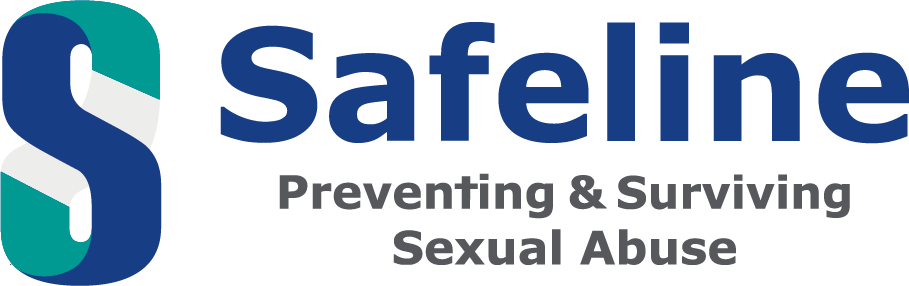 Safeline
Preventing & Surviving
Sexual Abuse